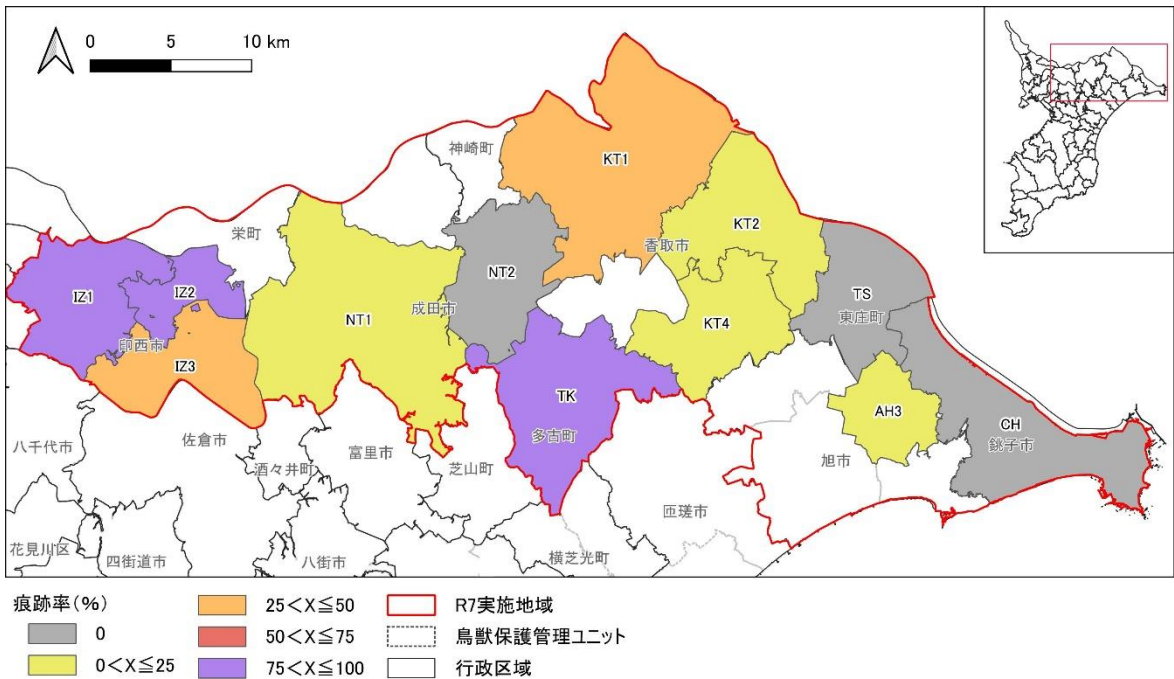 0 5 10 km
神崎町
KT1
栄町
KT2
香取市
IZ1
IZ2
NT2
TS
成田市
東庄町
NT1
KT4
印西市
IZ3
TK
AH3
CH
佐倉市
多古町
銚子市
八千代市
酒々井町
富里市
芝山町
旭市
匝瑳市
花見川区
四街道市
八街市
横芝光町
痕跡率(%)
0
0<X≦25
25<X≦50
50<X≦75
75<X≦100
R7実施地域
鳥獣保護管理ユニット
行政区域